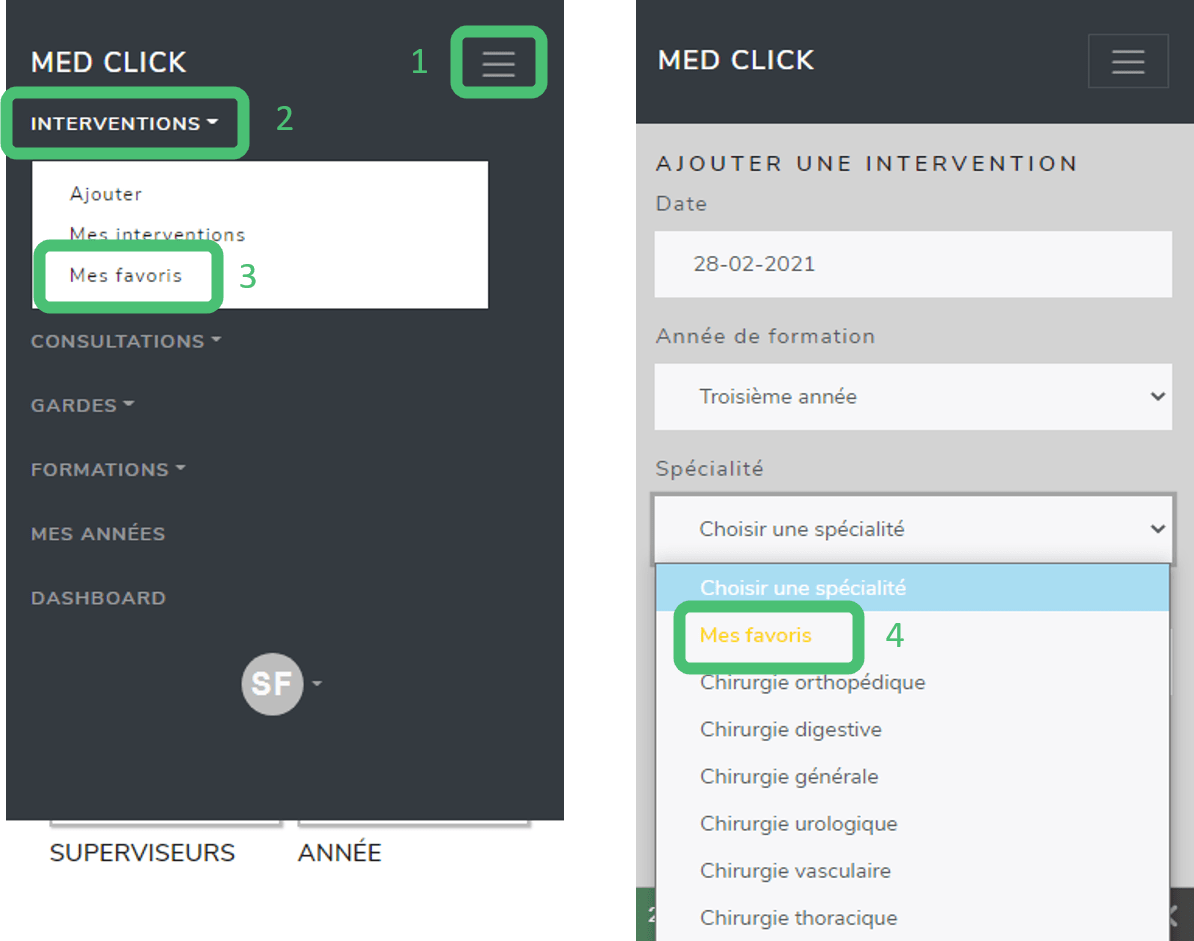 MED CLICK
1
INTERVENTIONS
2
Ajouter
Mes interventions
Mes favoris
3
CONSULTATIONS
GARDES
FORMATIONS
MES ANNÉES
DASHBOARD
SF
SUPERVISEURS
ANNÉE
MED CLICK
AJOUTER UNE INTERVENTION
Date
28-02-2021
Année de formation
Troisième année
Spécialité
Choisir une spécialité
Choisir une spécialité
Mes favoris
4
Chirurgie orthopédique
Chirurgie digestive
Chirurgie générale
Chirurgie urologique
Chirurgie vasculaire
Chirurgie thoracique